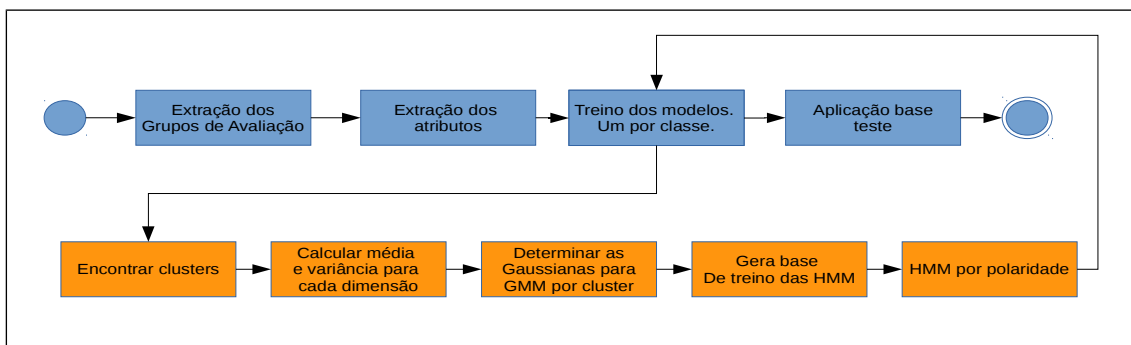 Extração dos
Grupos de Avaliação
Extração dos
atributos
Treino dos modelos.
Um por classe.
Aplicação base
teste
Encontrar clusters
Calcular média
e variância para
cada dimensão
Determinar as
Gaussianas para
GMM por cluster
Gera base
De treino das HMM
HMM por polaridade